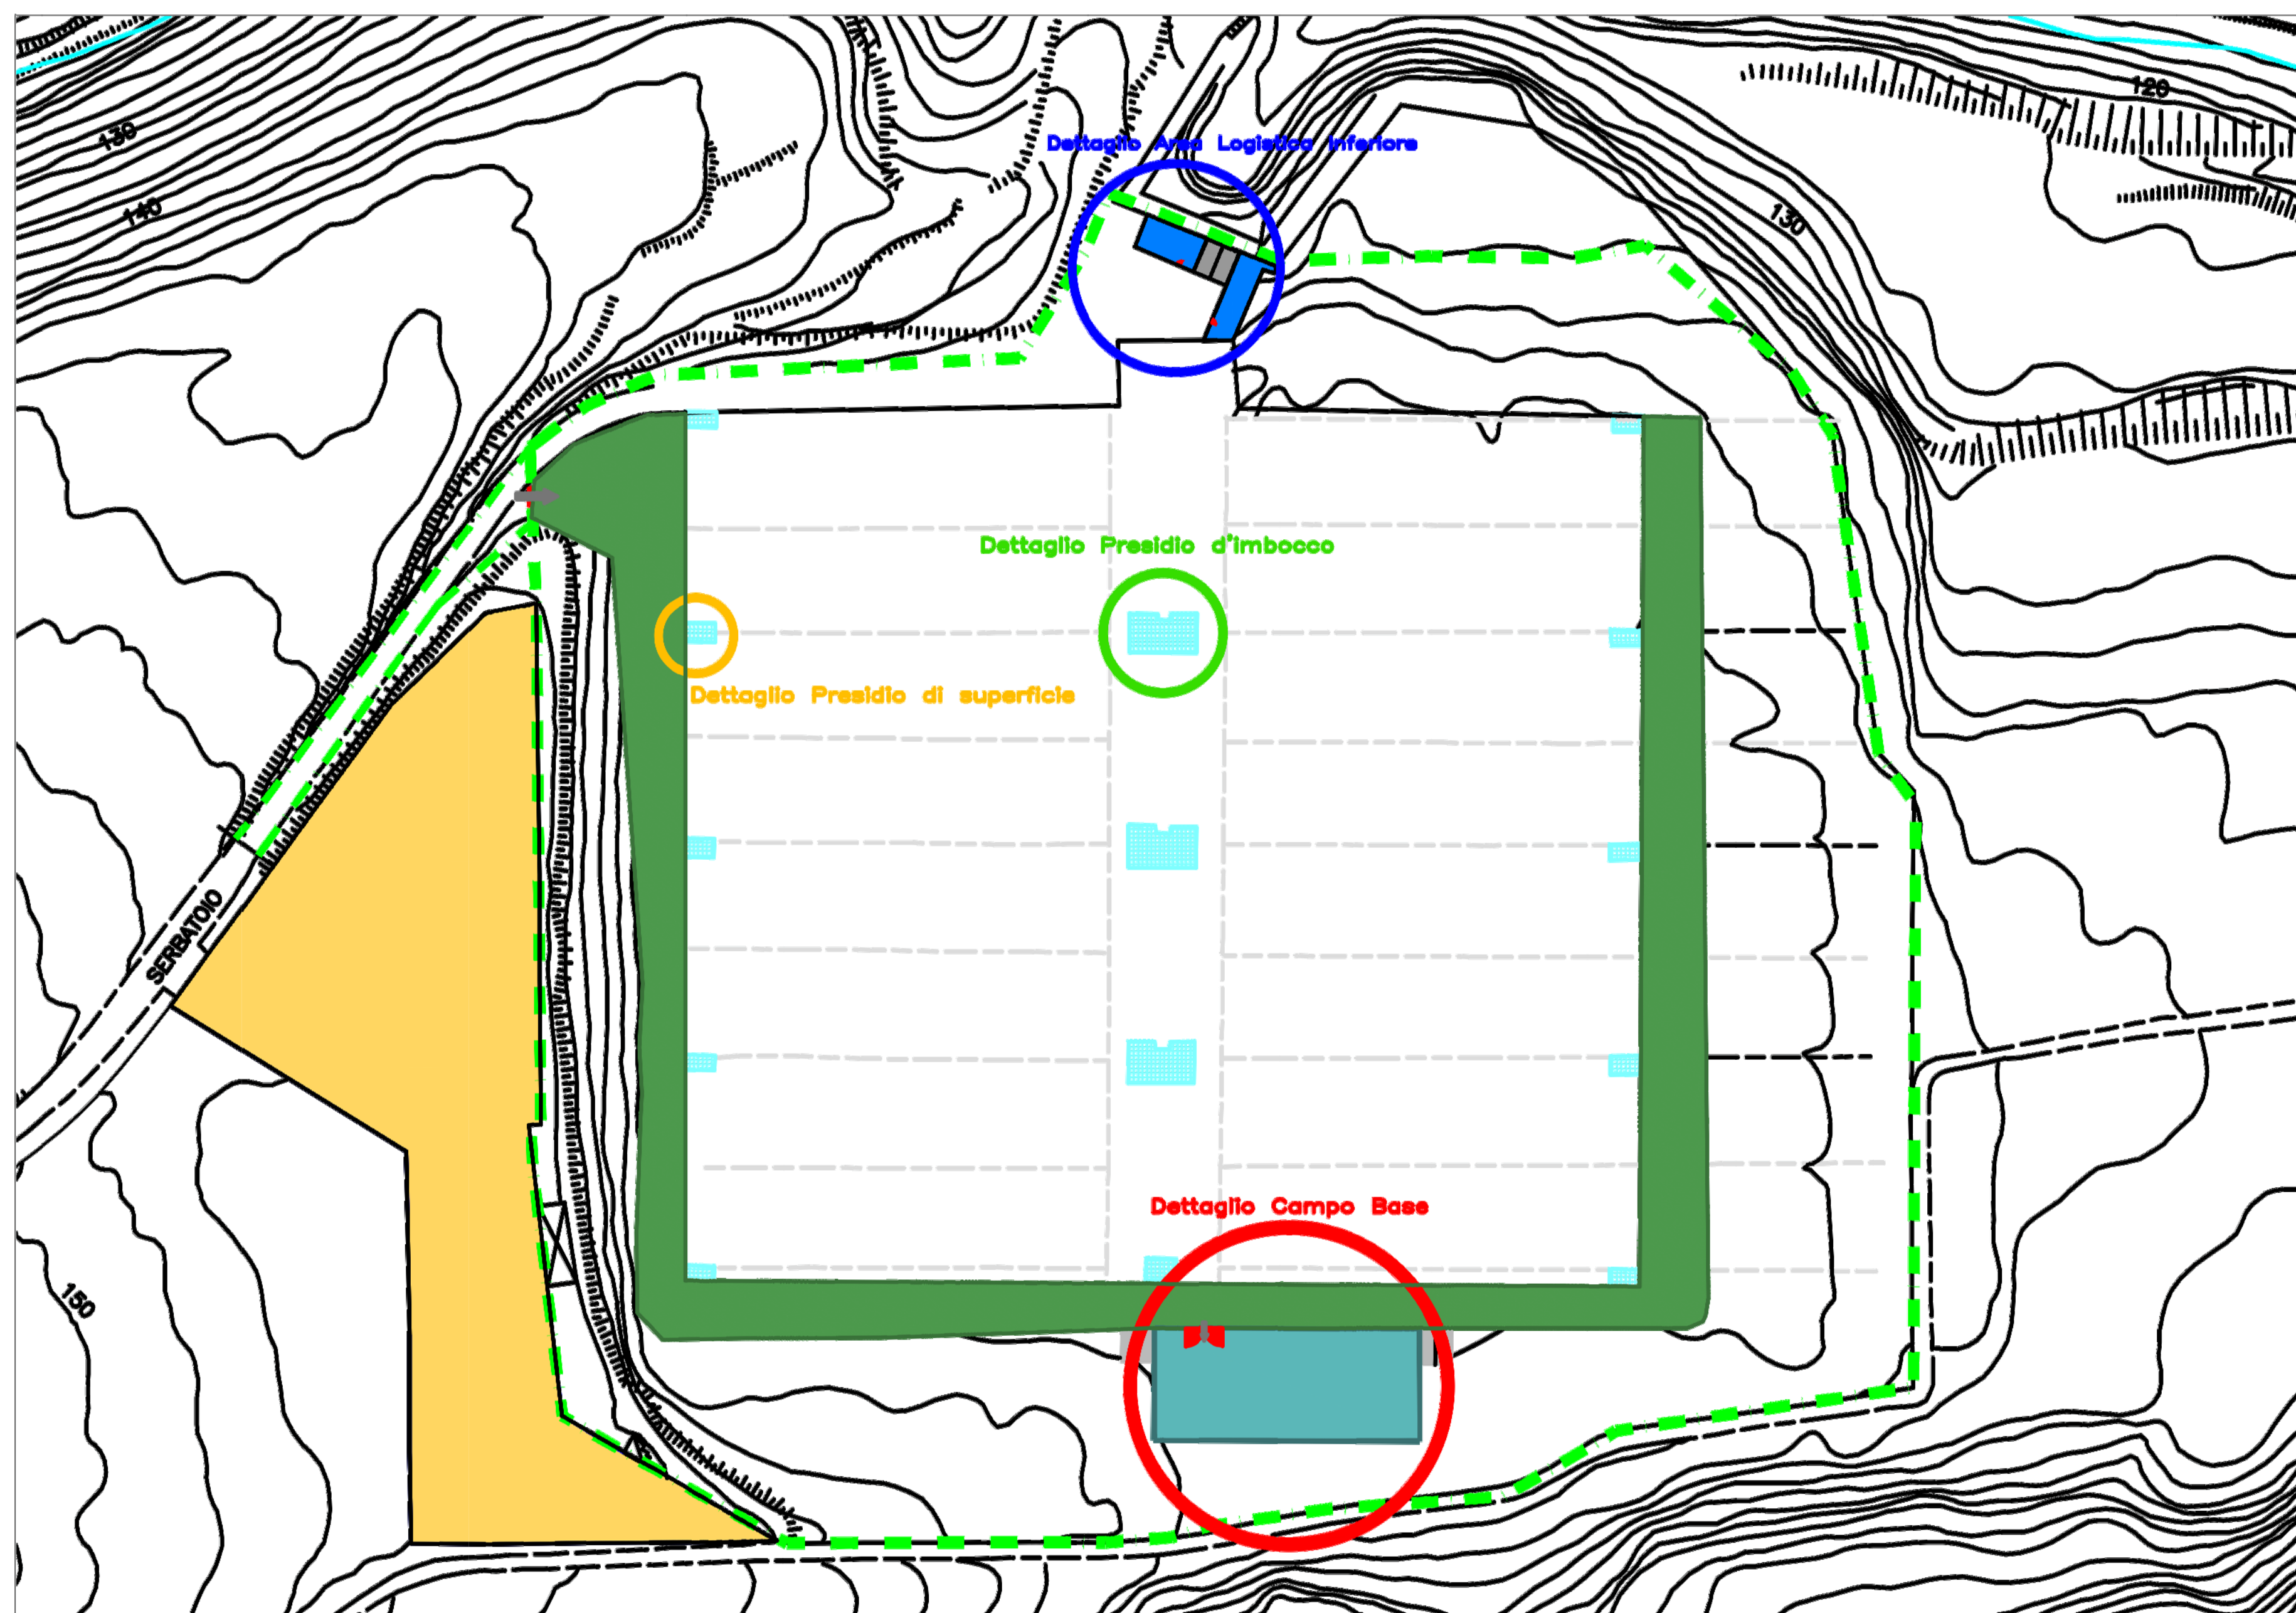 120
130
Dettaglio Area Logistica Inferiore
140
130
Dettaglio Presidio d'imbocco
Dettaglio Presidio di superficie
SERBATOIO
Dettaglio Campo Base
150